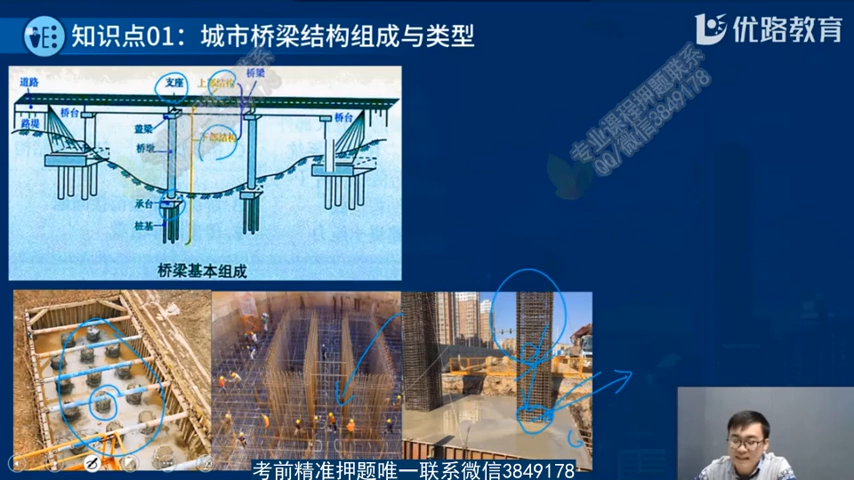 知识点01：城市桥梁结构组成与类型
优路教育
道路
支座
上部结构
桥梁
桥台
路堤
盖梁
桥墩
下部结构
桥台
承台
桩基
桥梁基本组成
专业课程押题联系
QQ/微信3849178
考前精准押题唯一联系微信3849178